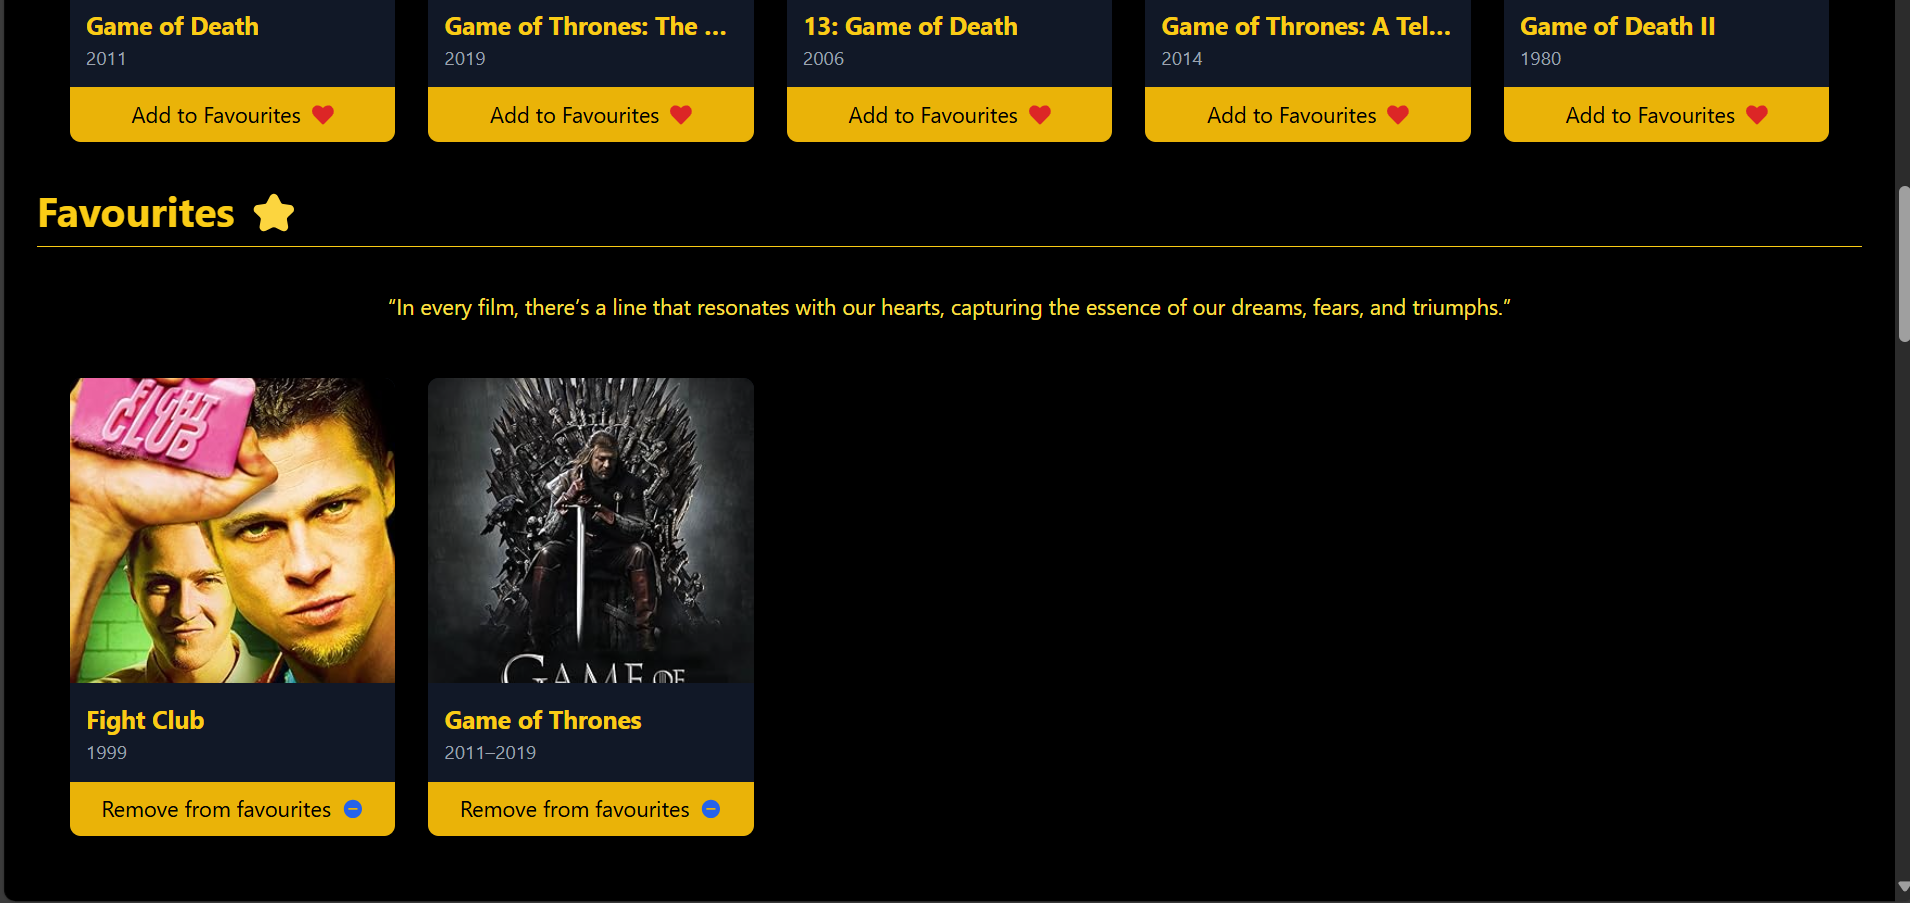 Game of Death
Game of Thrones: The ...
13: Game of Death
Game of Thrones: A Tel...
Game of Death II
2011
2019
2006
2014
1980
Add to Favourites
Add to Favourites
Add to Favourites
Add to Favourites
Add to Favourites
Favourites
“In every film, there’s a line that resonates with our hearts, capturing the essence of our dreams, fears, and triumphs.”
FIGHT
CLUB
GAME OF
Fight Club
Game of Thrones
1999
2011–2019
Remove from favourites
Remove from favourites